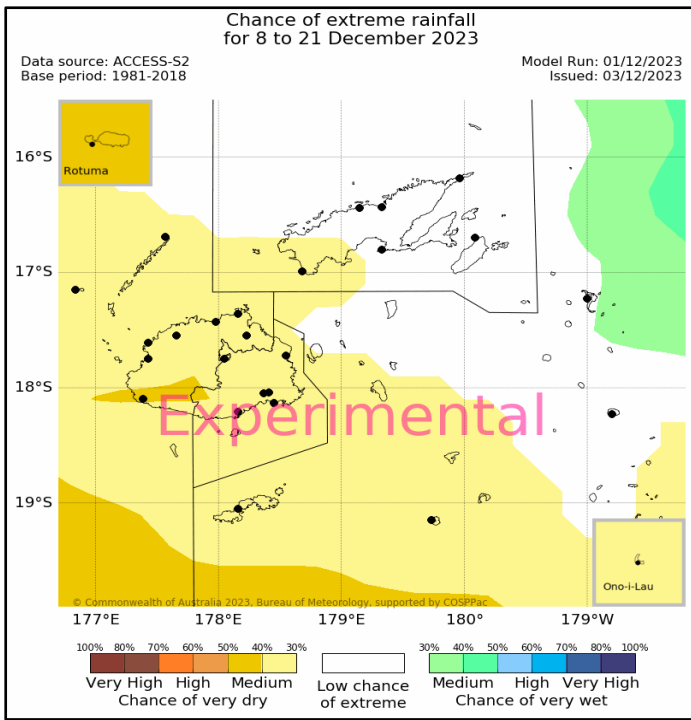 Chance of extreme rainfall
for 8 to 21 December 2023
Data source: ACCESS-S2
Base period: 1981-2018
Model Run: 01/12/2023
Issued: 03/12/2023
Rotuma
16°S
17°S
18°S
19°S
Experimental
Ono-i-Lau
© Commonwealth of Australia 2023, Bureau of Meteorology, supported by COSPPac
177°E 178°E 179°E 180° 179°W
100% 80% 70% 60% 50% 40% 30%
Very High High Medium
Chance of very dry
Low chance
of extreme
30% 40% 50% 60% 70% 80% 100%
Medium High Very High
Chance of very wet